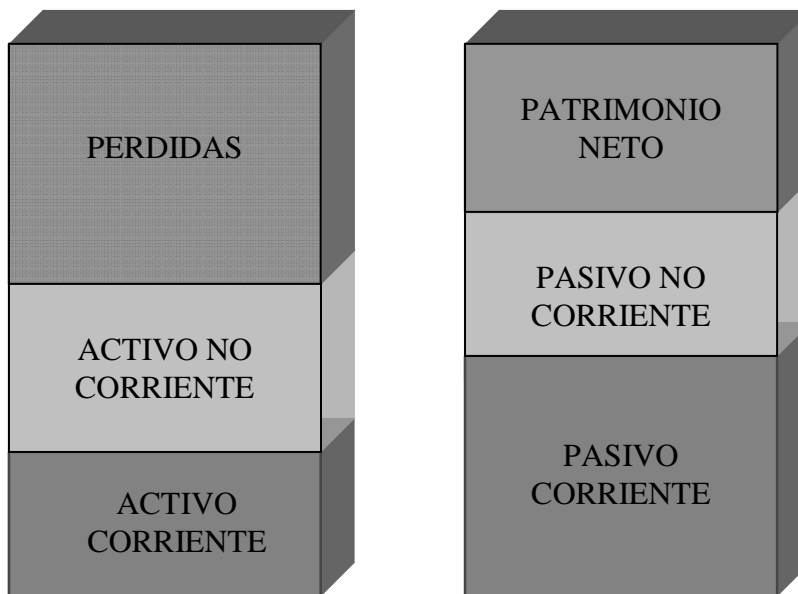 PERDIDAS
ACTIVO NO
CORRIENTE
ACTIVO
CORRIENTE
PATRIMONIO
NETO
PASIVO NO
CORRIENTE
PASIVO
CORRIENTE